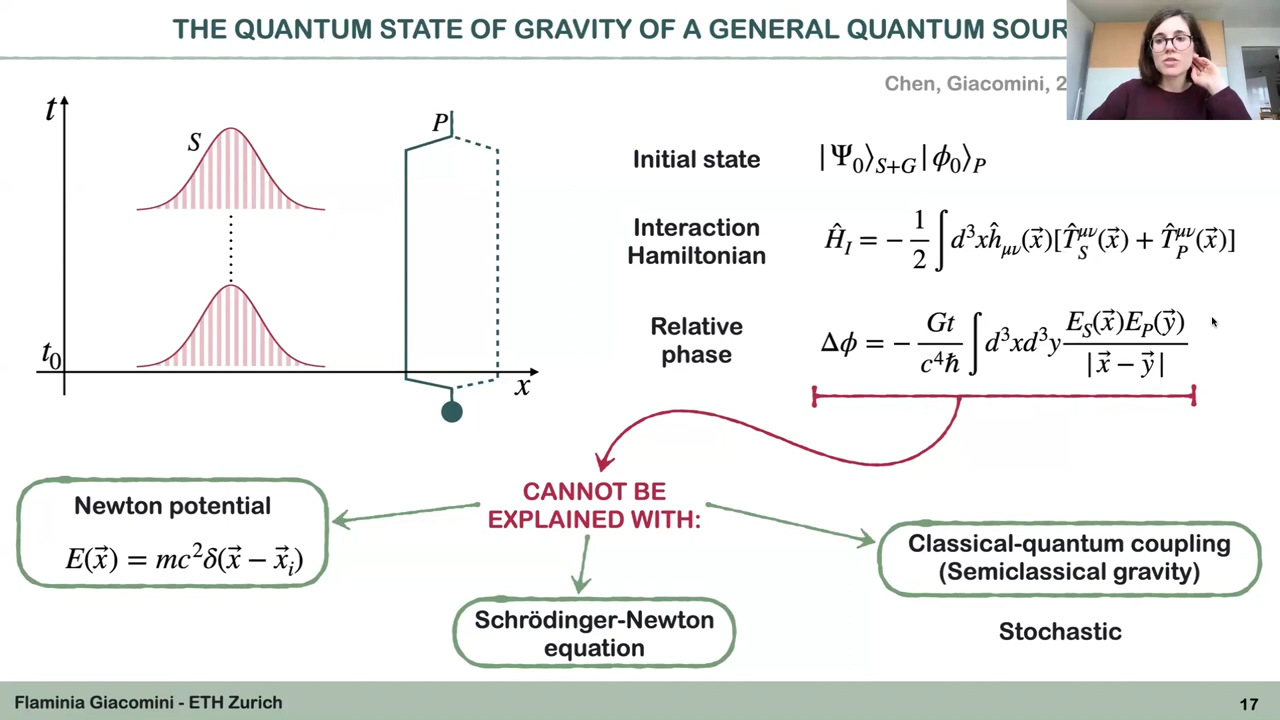 THE QUANTUM STATE OF GRAVITY OF A GENERAL QUANTUM
Chen, Giacomini,
t
S
P
t₀
x
Initial state |Ψ₀⟩_{S+G}|ϕ₀⟩_P
Interaction
Hamiltonian
Ĥ_I = − 1/2 ∫ d³x ĥ_{μν}(x⃗)[T̂_S^{μν}(x⃗) + T̂_P^{μν}(x⃗)]
Relative
phase
Δϕ = − Gt/c⁴ħ ∫ d³xd³y E_S(x⃗)E_P(y⃗)/|x⃗ − y⃗|
CANNOT BE
EXPLAINED WITH:
Newton potential
E(x⃗) = mc²δ(x⃗ − x⃗ᵢ)
Schrödinger-Newton
equation
Classical-quantum coupling
(Semiclassical gravity)
Stochastic
Flaminia Giacomini - ETH Zurich
17